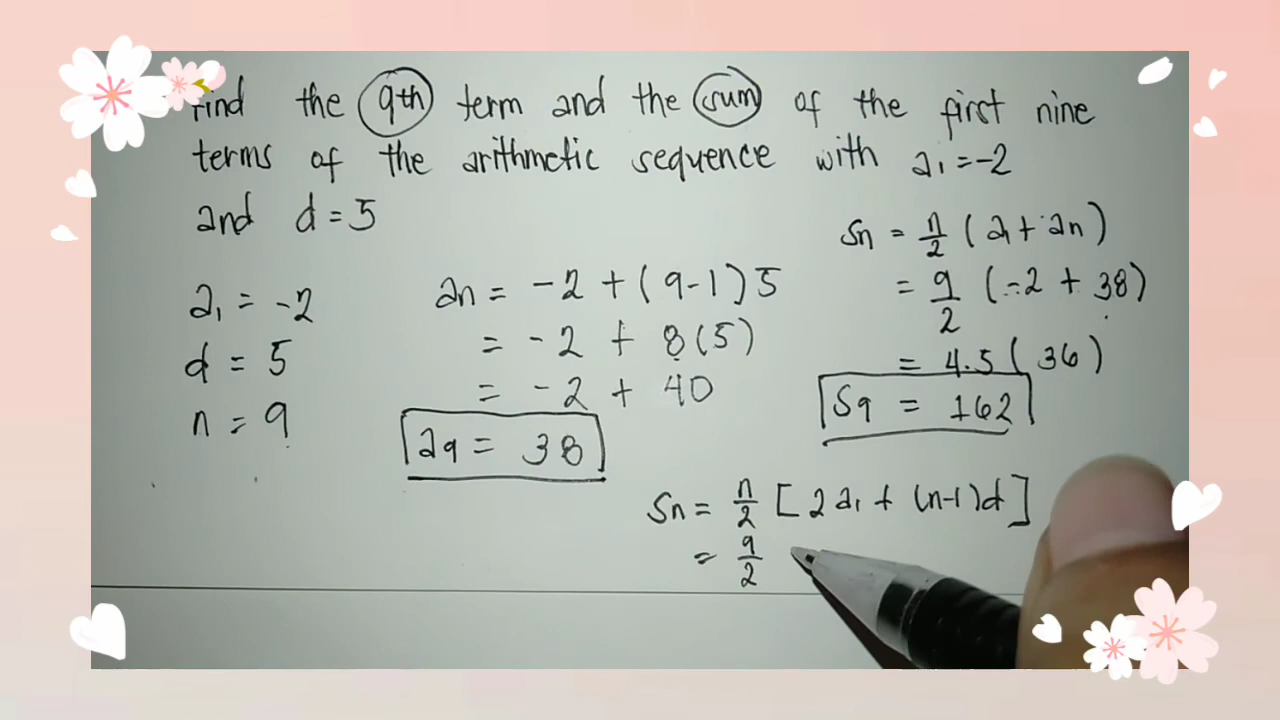 Find the 9th term and the sum of the first nine
terms of the arithmetic sequence with a₁ = -2
and d = 5
a₁ = -2
d = 5
n = 9
an = -2 + (9-1)5
= -2 + 8(5)
= -2 + 40
a9 = 38
Sn = n/2 (a₁ + an)
= 9/2 (-2 + 38)
= 4.5(36)
S9 = 162
Sn = n/2 [2a₁ + (n-1)d]
= 9/2